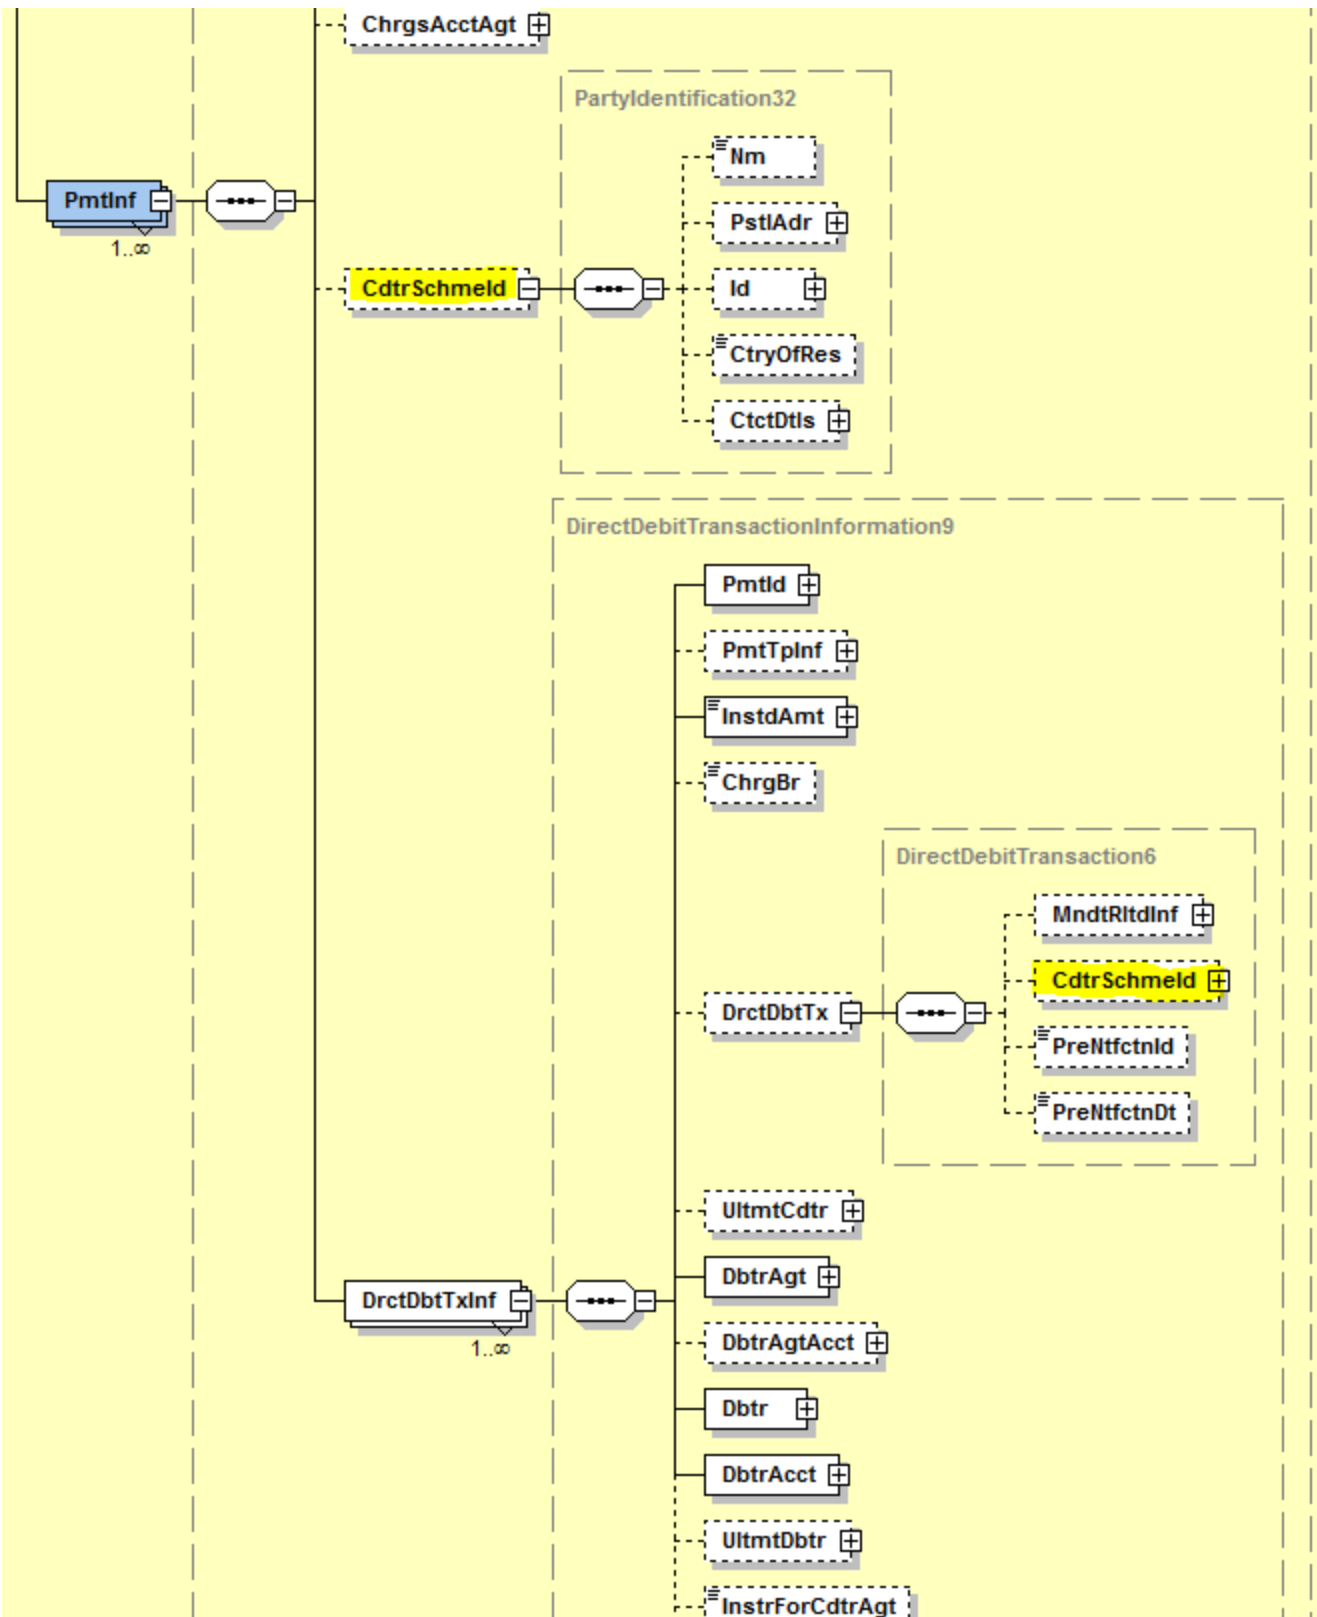 ChrgsAcctAgt
PartyIdentification32
Nm
PmtInf
1..∞
PstlAdr
CdtrSchmeId
Id
CtryOfRes
CtctDtls
DirectDebitTransactionInformation9
PmtId
PmtTpInf
InstdAmt
ChrgBr
DirectDebitTransaction6
MndtRltdInf
CdtrSchmeId
DrctDbtTx
PreNtfctnId
PreNtfctnDt
UltmtCdtr
DbtrAgt
DrctDbtTxInf
1..∞
DbtrAgtAcct
Dbtr
DbtrAcct
UltmtDbtr
InstrForCdtrAgt